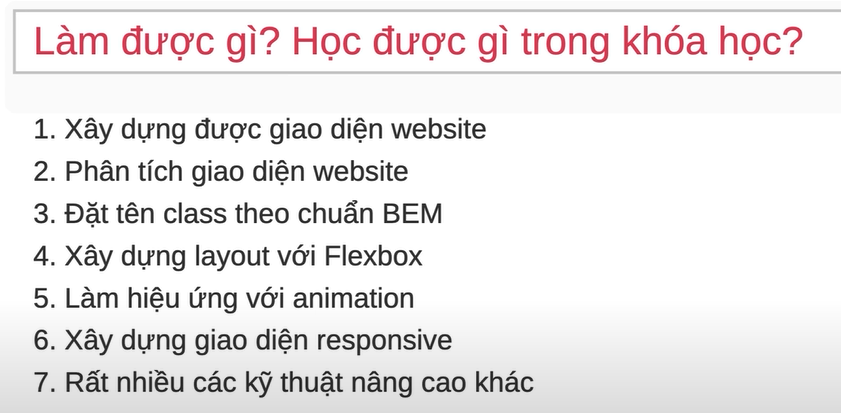 Làm được gì? Học được gì trong khóa học?
1. Xây dựng được giao diện website
2. Phân tích giao diện website
3. Đặt tên class theo chuẩn BEM
4. Xây dựng layout với Flexbox
5. Làm hiệu ứng với animation
6. Xây dựng giao diện responsive
7. Rất nhiều các kỹ thuật nâng cao khác